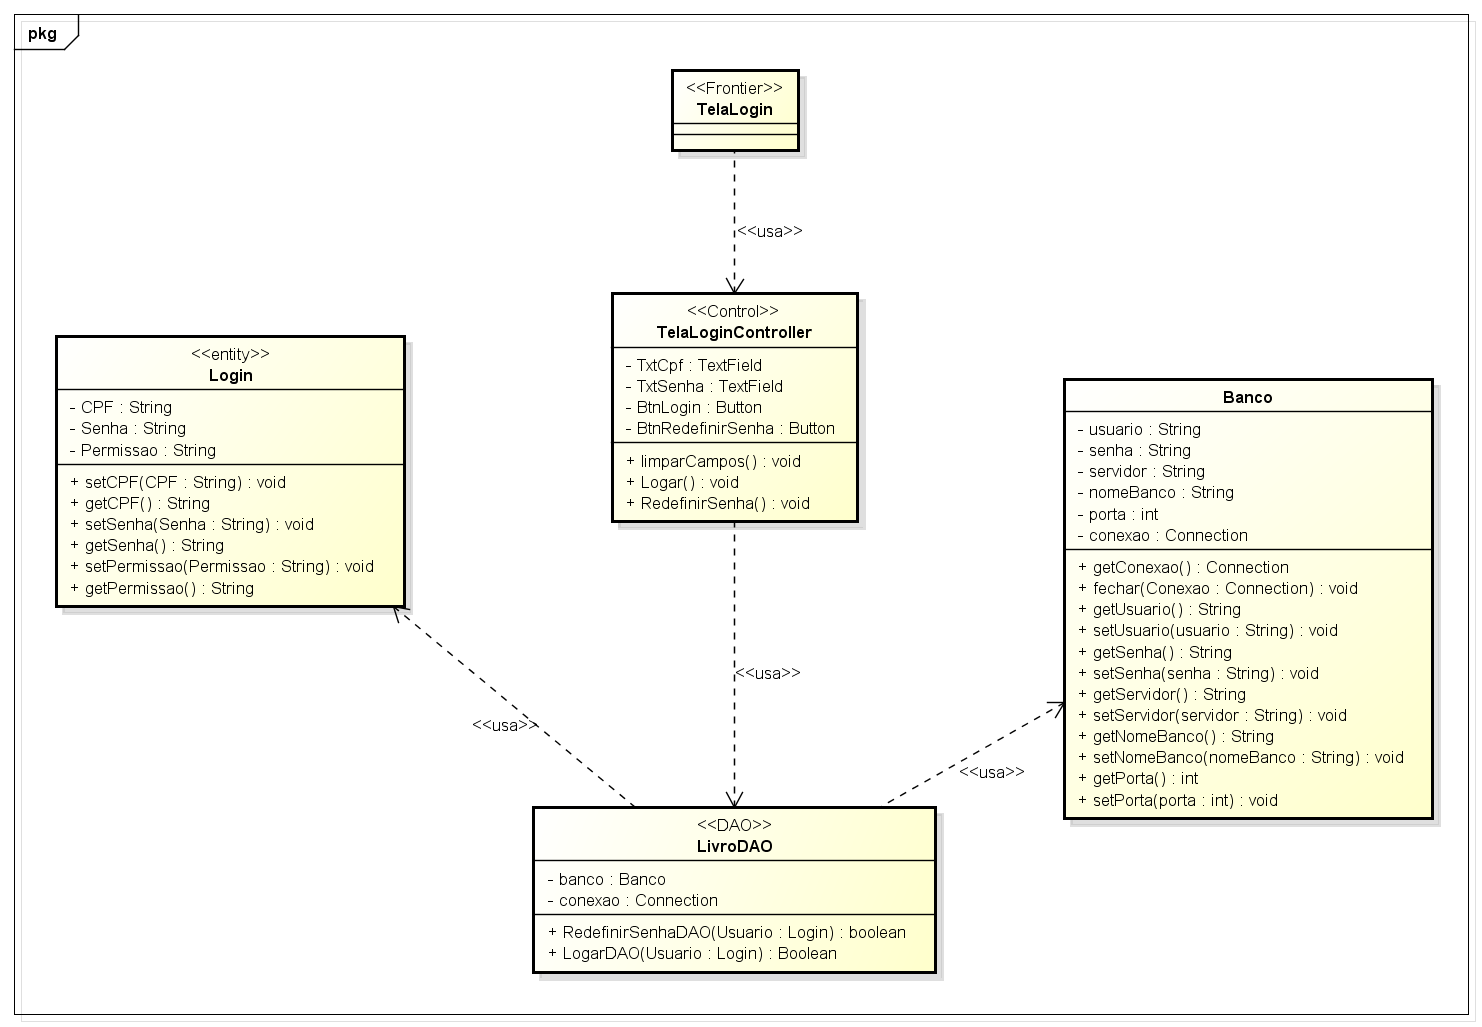 pkg
<<Frontier>>
TelaLogin
<<usa>>
<<Control>>
TelaLoginController
- TxtCpf : TextField
- TxtSenha : TextField
- BtnLogin : Button
- BtnRedefinirSenha : Button
+ limparCampos() : void
+ Logar() : void
+ RedefinirSenha() : void
<<entity>>
Login
- CPF : String
- Senha : String
- Permissao : String
+ setCPF(CPF : String) : void
+ getCPF() : String
+ setSenha(Senha : String) : void
+ getSenha() : String
+ setPermissao(Permissao : String) : void
+ getPermissao() : String
Banco
- usuario : String
- senha : String
- servidor : String
- nomeBanco : String
- porta : int
- conexao : Connection
+ getConexao() : Connection
+ fechar(Conexao : Connection) : void
+ getUsuario() : String
+ setUsuario(usuario : String) : void
+ getSenha() : String
+ setSenha(senha : String) : void
+ getServidor() : String
+ setServidor(servidor : String) : void
+ getNomeBanco() : String
+ setNomeBanco(nomeBanco : String) : void
+ getPorta() : int
+ setPorta(porta : int) : void
<<usa>>
<<usa>>
<<usa>>
<<DAO>>
LivroDAO
- banco : Banco
- conexao : Connection
+ RedefinirSenhaDAO(Usuario : Login) : boolean
+ LogarDAO(Usuario : Login) : Boolean